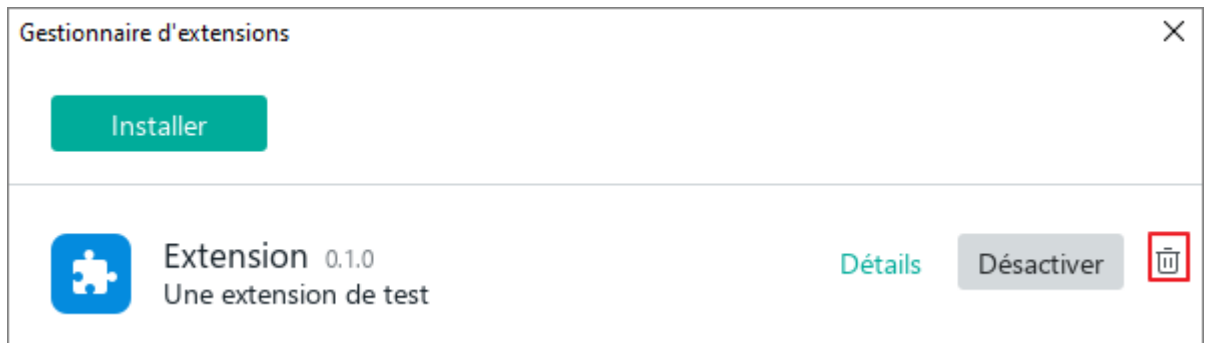 Gestionnaire d'extensions
Installer
Extension 0.1.0
Une extension de test
Détails
Désactiver